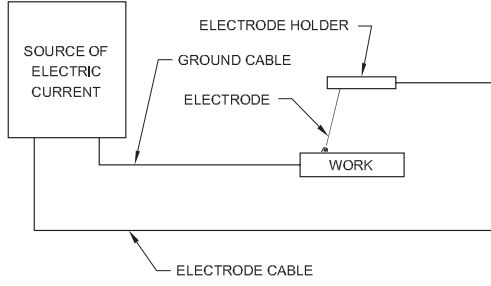 ELECTRODE HOLDER
SOURCE OF
ELECTRIC
CURRENT
GROUND CABLE
ELECTRODE
WORK
ELECTRODE CABLE